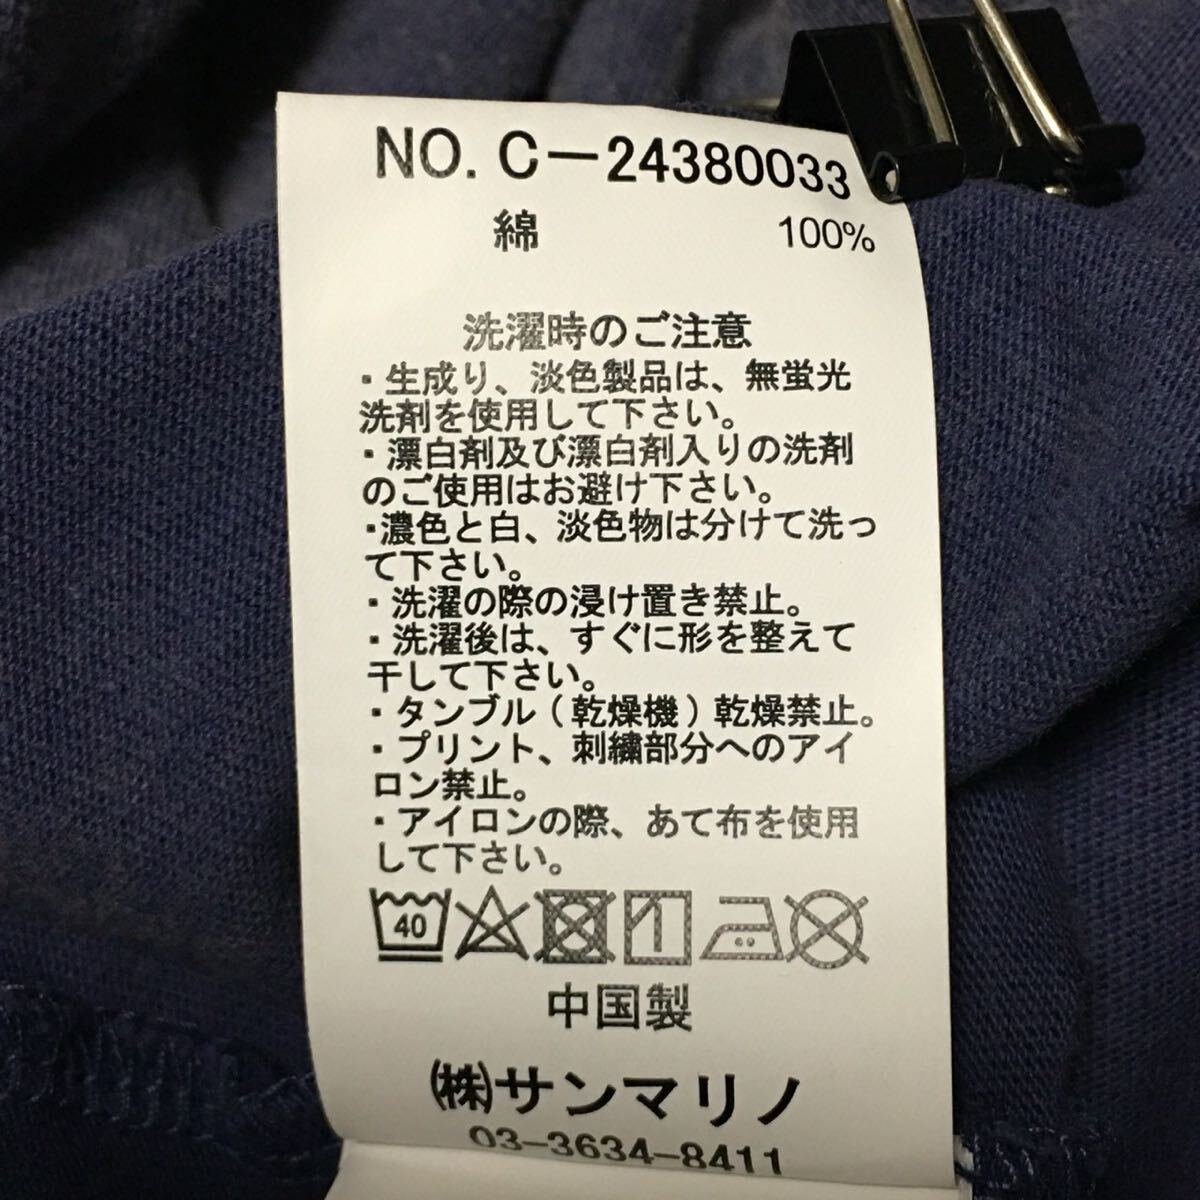 NO. C－24380033
綿 100%
洗濯時のご注意
・生成り、淡色製品は、無蛍光
洗剤を使用して下さい。
・漂白剤及び漂白剤入りの洗剤
のご使用はお避け下さい。
・濃色と白、淡色物は分けて洗っ
て下さい。
・洗濯の際の浸け置き禁止。
・洗濯後は、すぐに形を整えて
干して下さい。
・タンブル（乾燥機）乾燥禁止。
・プリント、刺繍部分へのアイ
ロン禁止。
・アイロンの際、あて布を使用
して下さい。
40
中国製
㈱サンマリノ
03-3634-8411